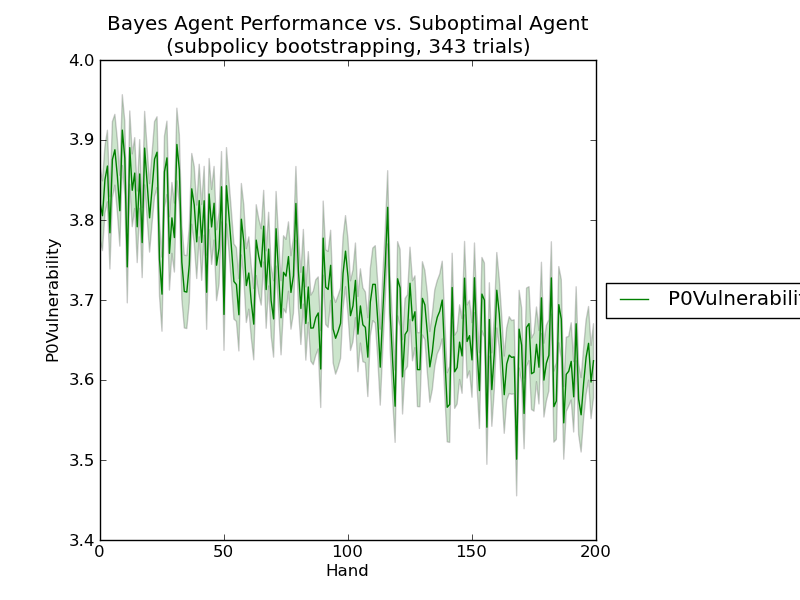 Bayes Agent Performance vs. Suboptimal Agent
(subpolicy bootstrapping, 343 trials)
4.0
3.9
3.8
3.7
3.6
3.5
3.4
P0Vulnerability
0
50
100
150
200
Hand
P0Vulnerabili